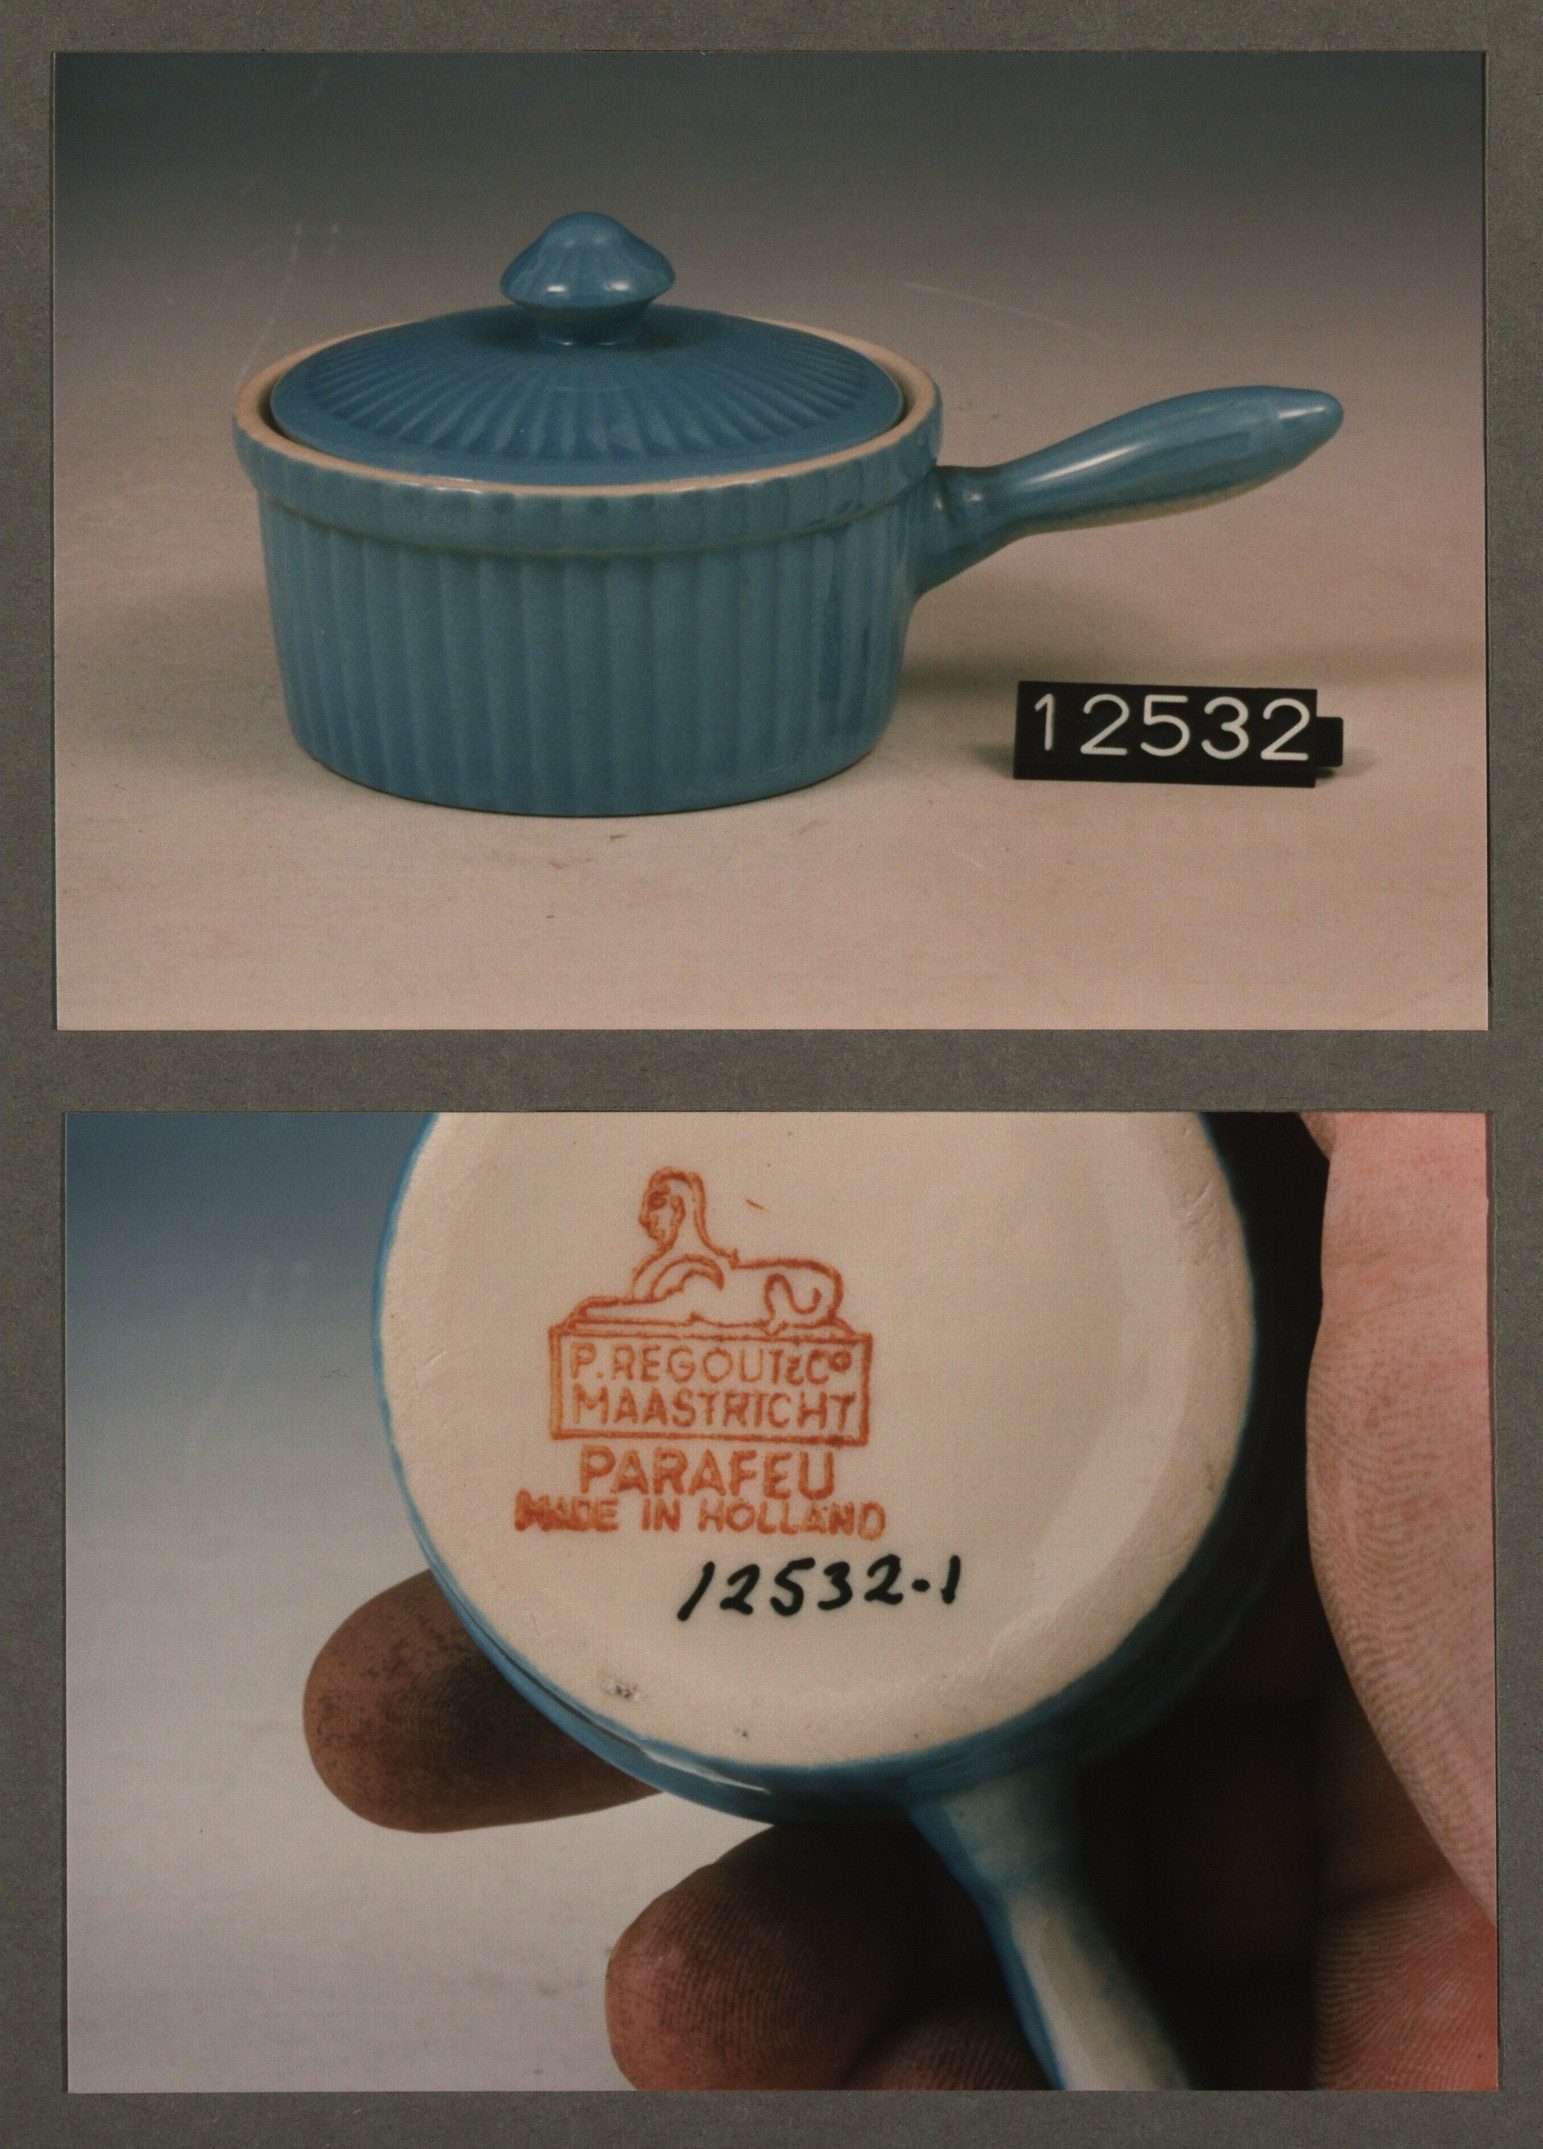 12532
P. REGOUT & Co
MAASTRICHT
PARAFEU
MADE IN HOLLAND
12532-1